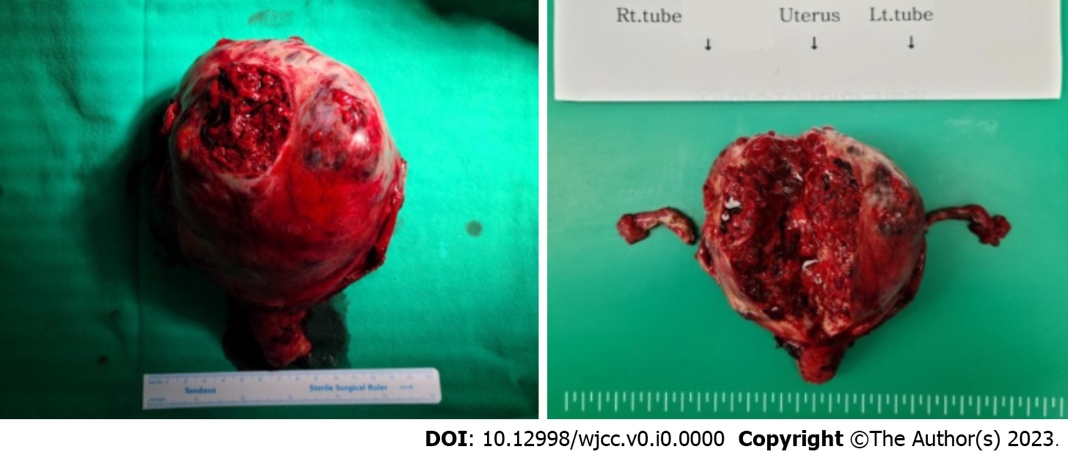 Rt.tube Uterus Lt.tube
↓ ↓ ↓
Tondaus Sterile Surgical Ruler
DOI: 10.12998/wjcc.v0.i0.0000 Copyright ©The Author(s) 2023.